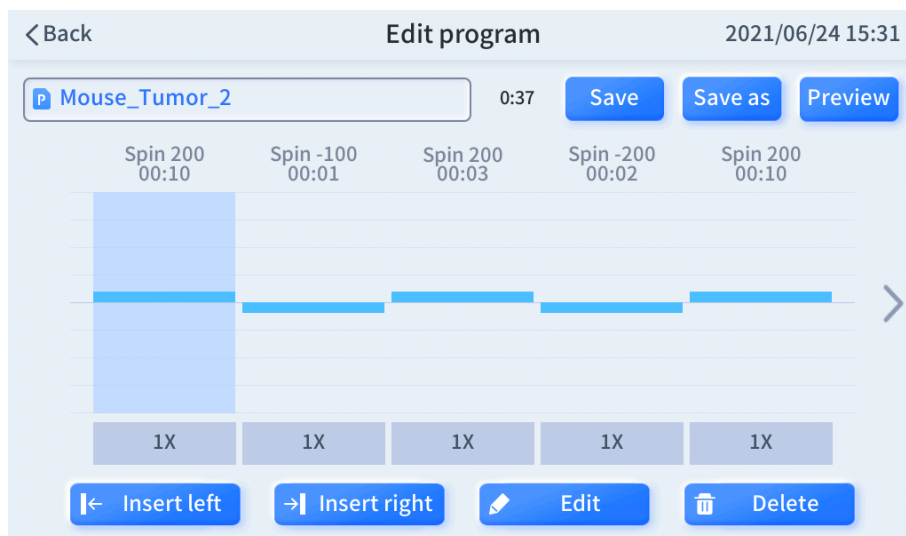 Back Edit program 2021/06/24 15:31
P Mouse_Tumor_2 0:37 Save Save as Preview
Spin 200 Spin -100 Spin 200 Spin -200 Spin 200
00:10 00:01 00:03 00:02 00:10
1X 1X 1X 1X 1X
Insert left Insert right Edit Delete